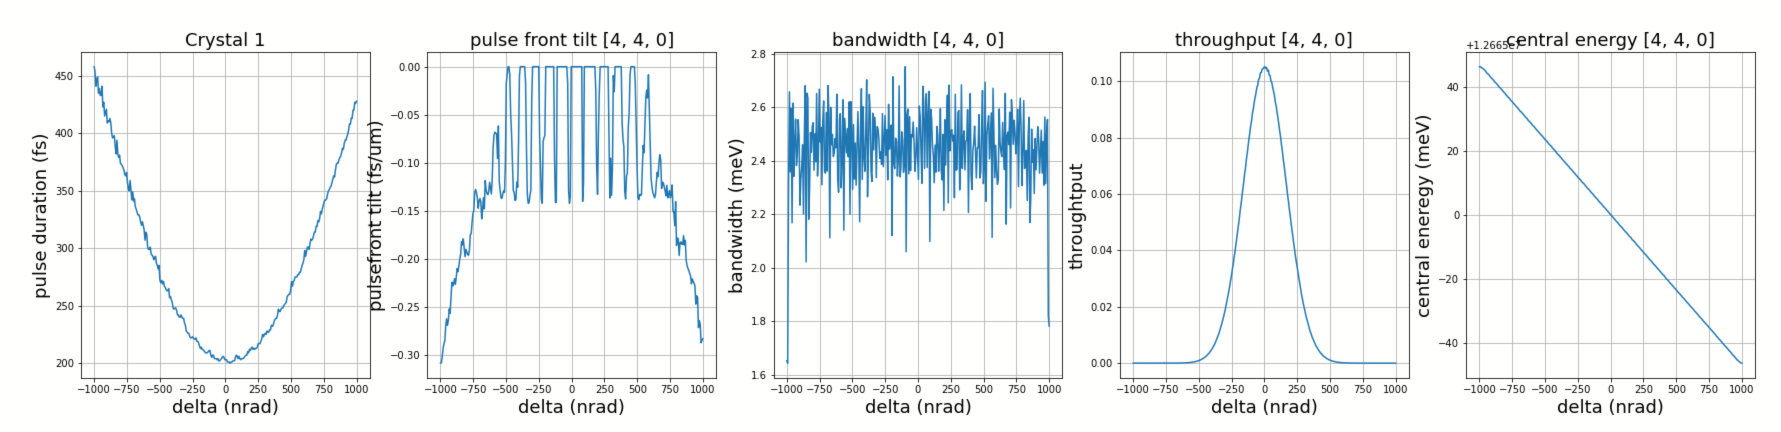 Crystal 1
pulse duration (fs)
450
400
350
300
250
200
−1000 −750 −500 −250 0 250 500 750 1000
delta (nrad)
pulse front tilt [4, 4, 0]
pulsefront tilt (fs/um)
0.00
−0.05
−0.10
−0.15
−0.20
−0.25
−0.30
−1000 −750 −500 −250 0 250 500 750 1000
delta (nrad)
bandwidth [4, 4, 0]
bandwidth (meV)
2.8
2.6
2.4
2.2
2.0
1.8
1.6
−1000 −750 −500 −250 0 250 500 750 1000
delta (nrad)
throughput [4, 4, 0]
throughtput
0.10
0.08
0.06
0.04
0.02
0.00
−1000 −750 −500 −250 0 250 500 750 1000
delta (nrad)
central energy [4, 4, 0]
+1.2665e7
central eneregy (meV)
40
20
0
−20
−40
−1000 −750 −500 −250 0 250 500 750 1000
delta (nrad)